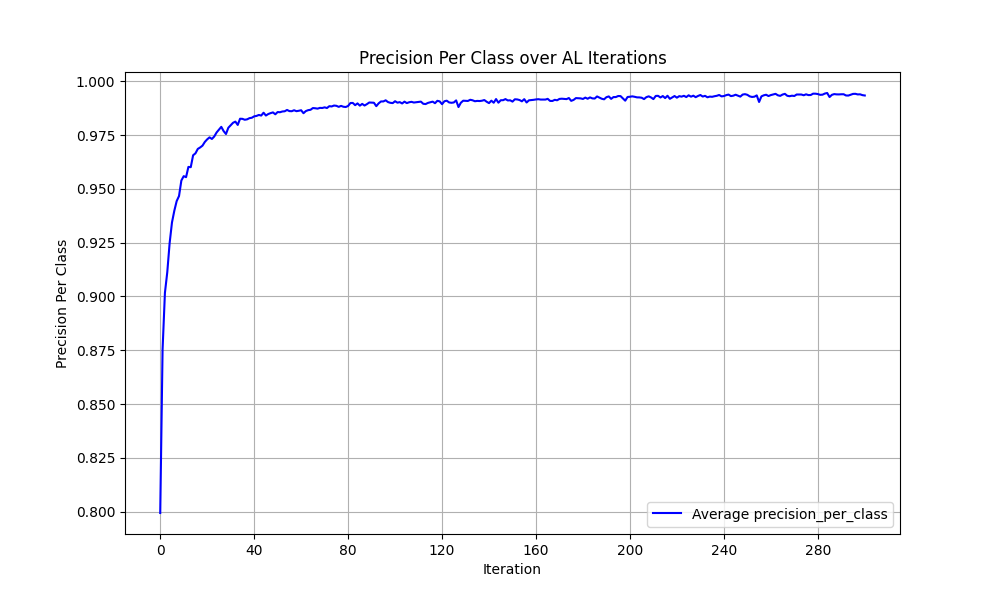 Precision Per Class over AL Iterations
1.000
0.975
0.950
0.925
0.900
0.875
0.850
0.825
0.800
Precision Per Class
Average precision_per_class
0 40 80 120 160 200 240 280
Iteration